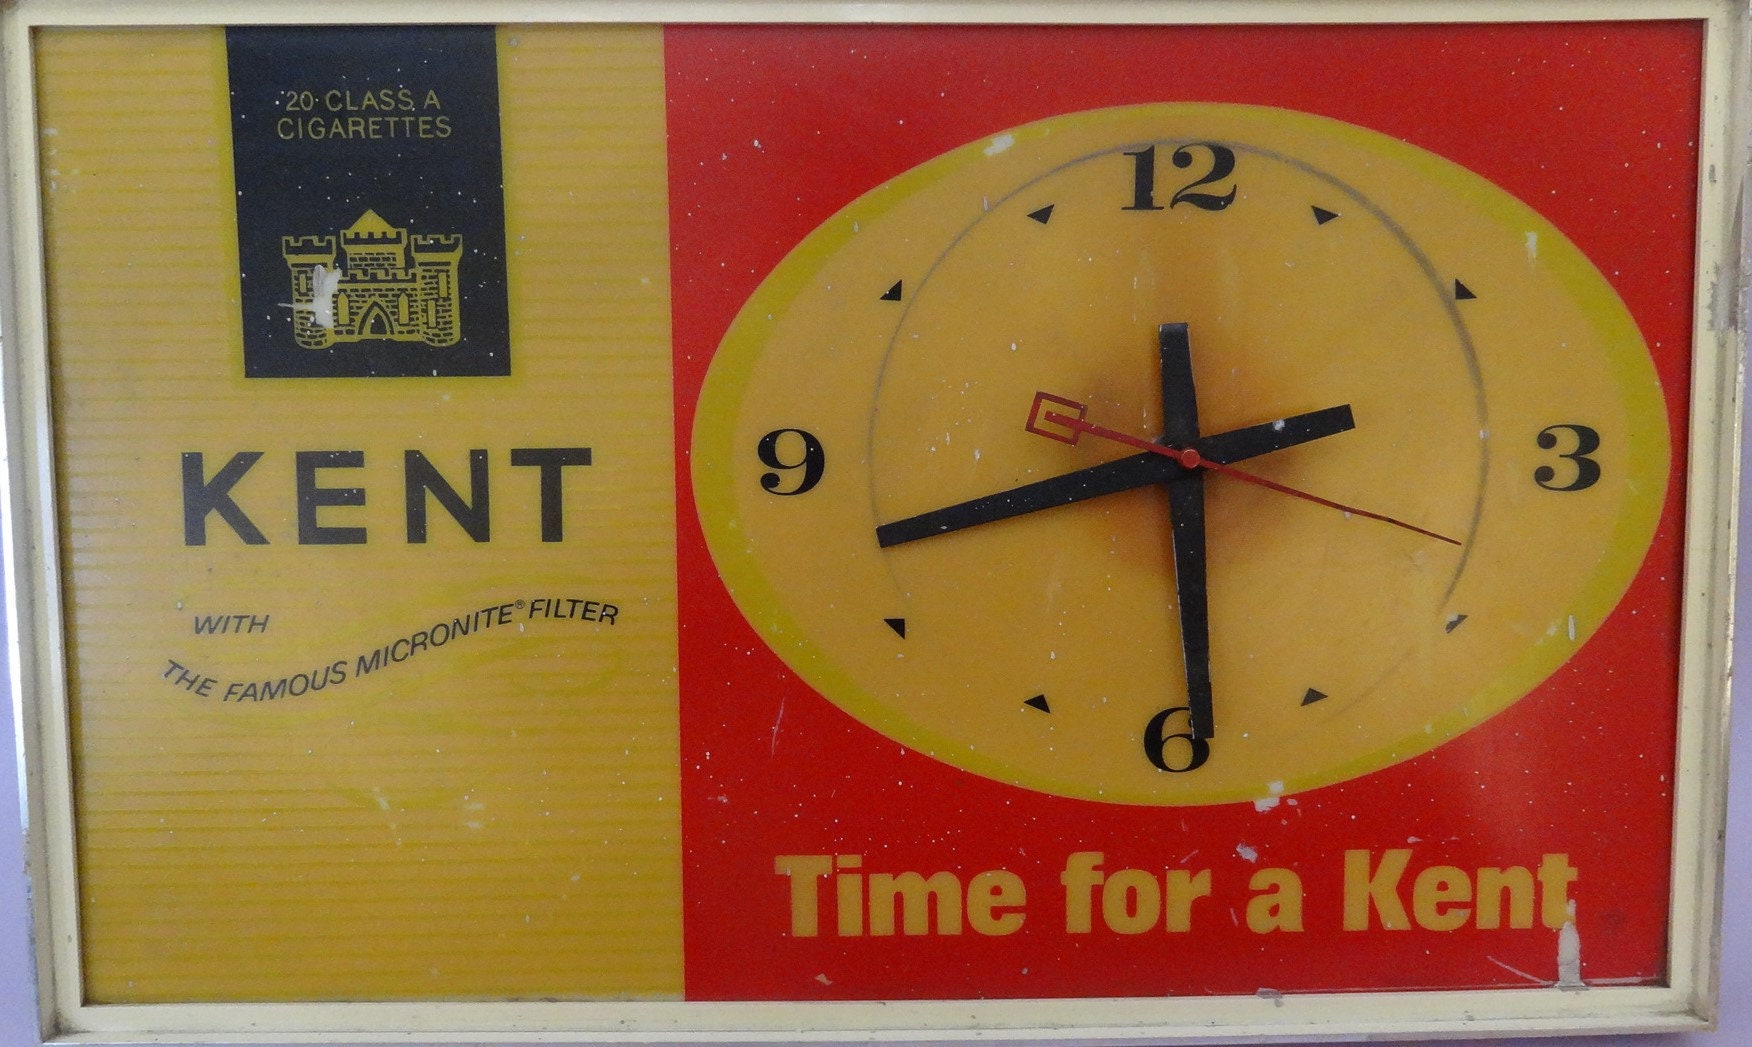 20 CLASS A
CIGARETTES
KENT
WITH
THE FAMOUS MICRONITE® FILTER
12
9
3
6
Time for a Kent